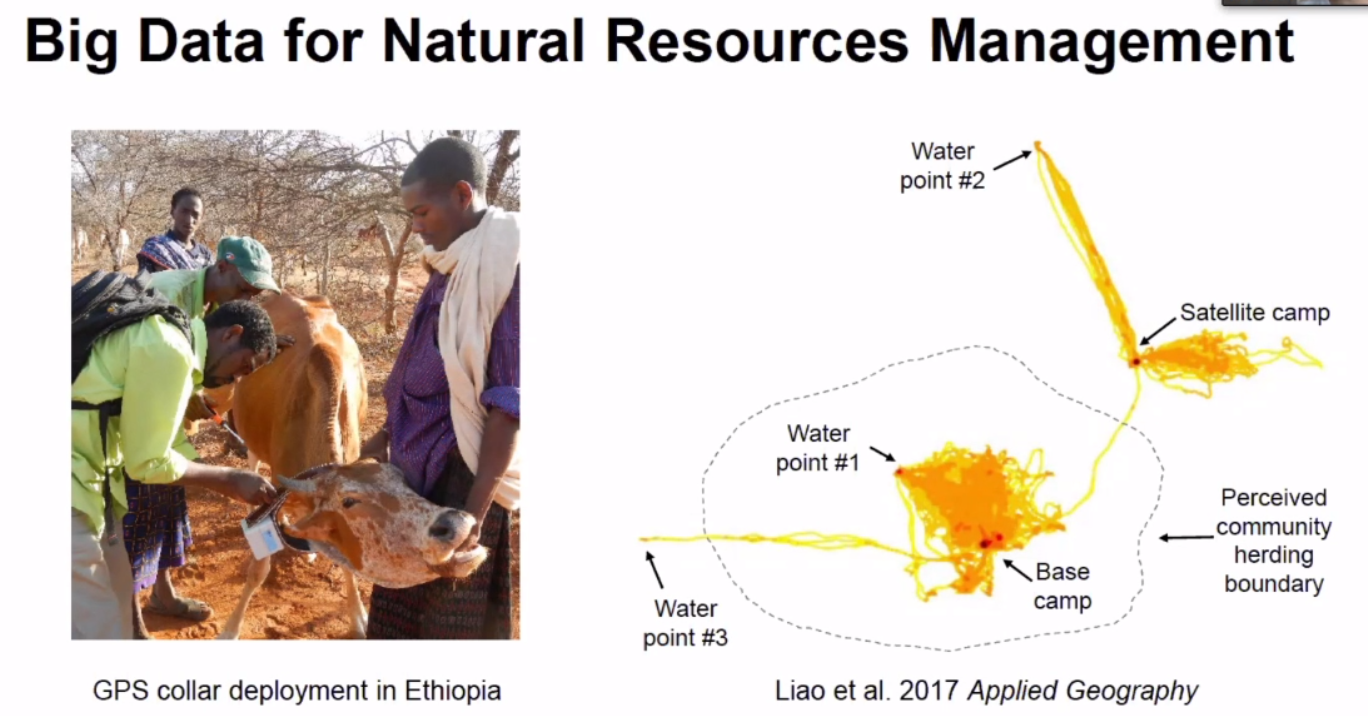 Big Data for Natural Resources Management
Water
point #2
Satellite camp
Water
point #1
Perceived
community
herding
boundary
Base
camp
Water
point #3
GPS collar deployment in Ethiopia
Liao et al. 2017 Applied Geography